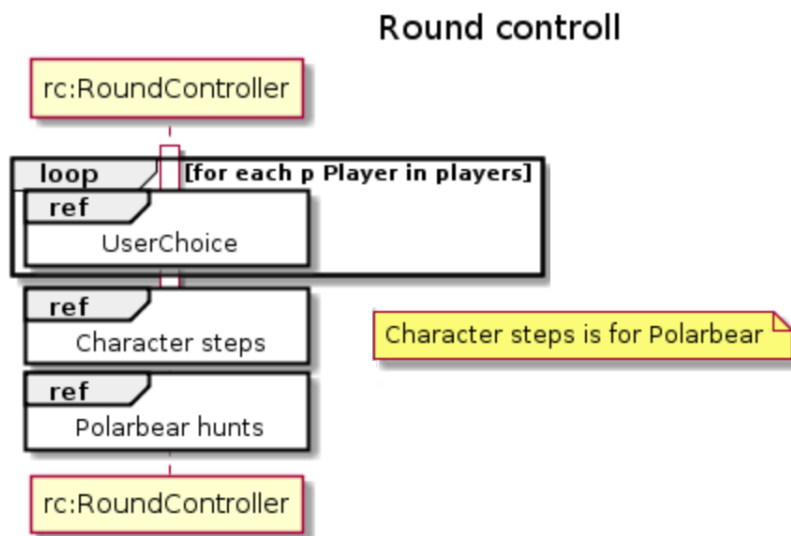 Round controll
rc:RoundController
loop [for each p Player in players]
ref
UserChoice
ref
Character steps
Character steps is for Polarbear
ref
Polarbear hunts
rc:RoundController